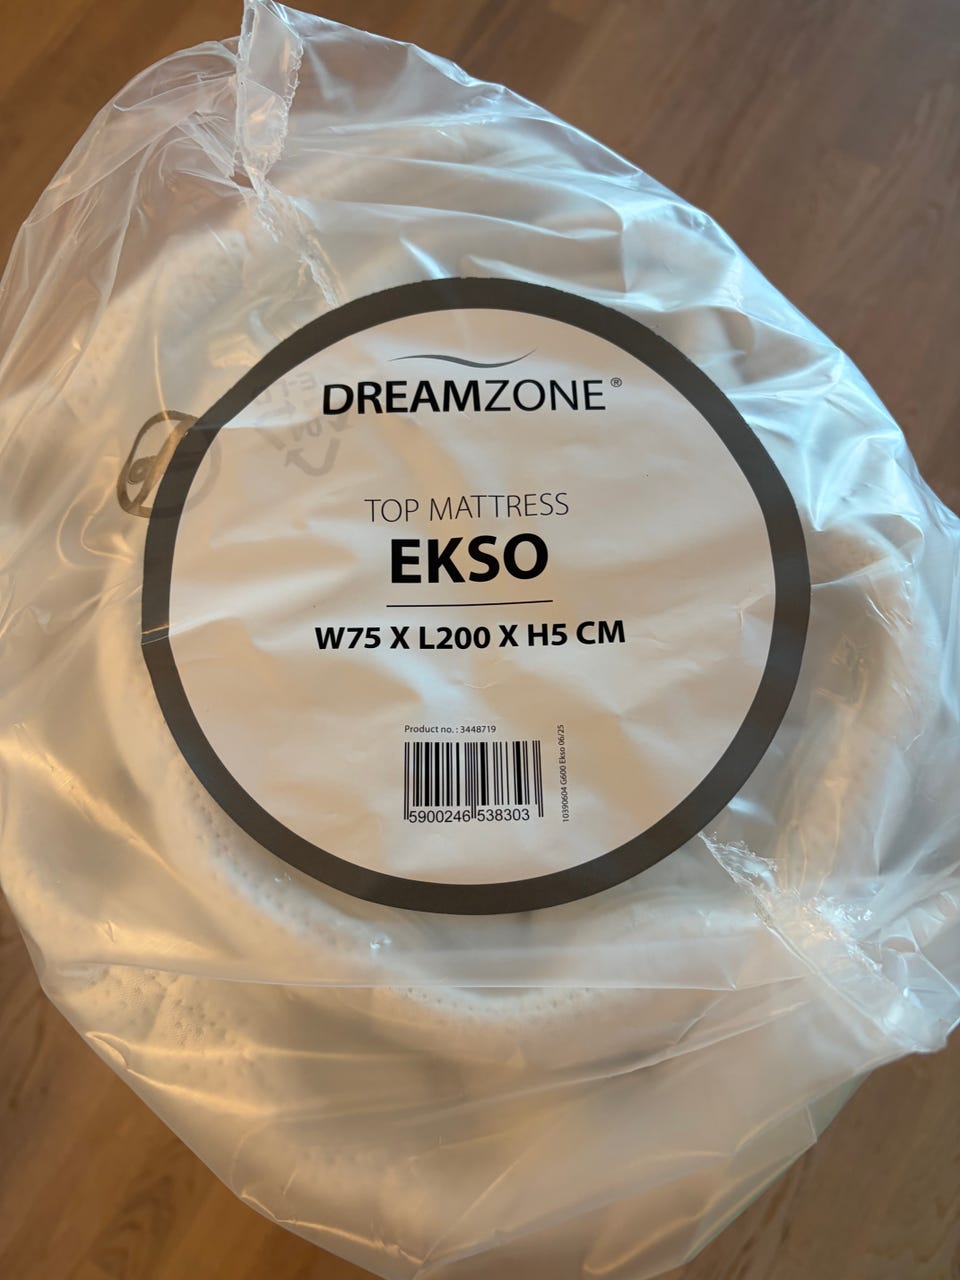 DREAMZONE®
TOP MATTRESS
EKSO
W75 X L200 X H5 CM
Product no. : 3448719
5900246 538303
10390604 G600 Ekso 06/25